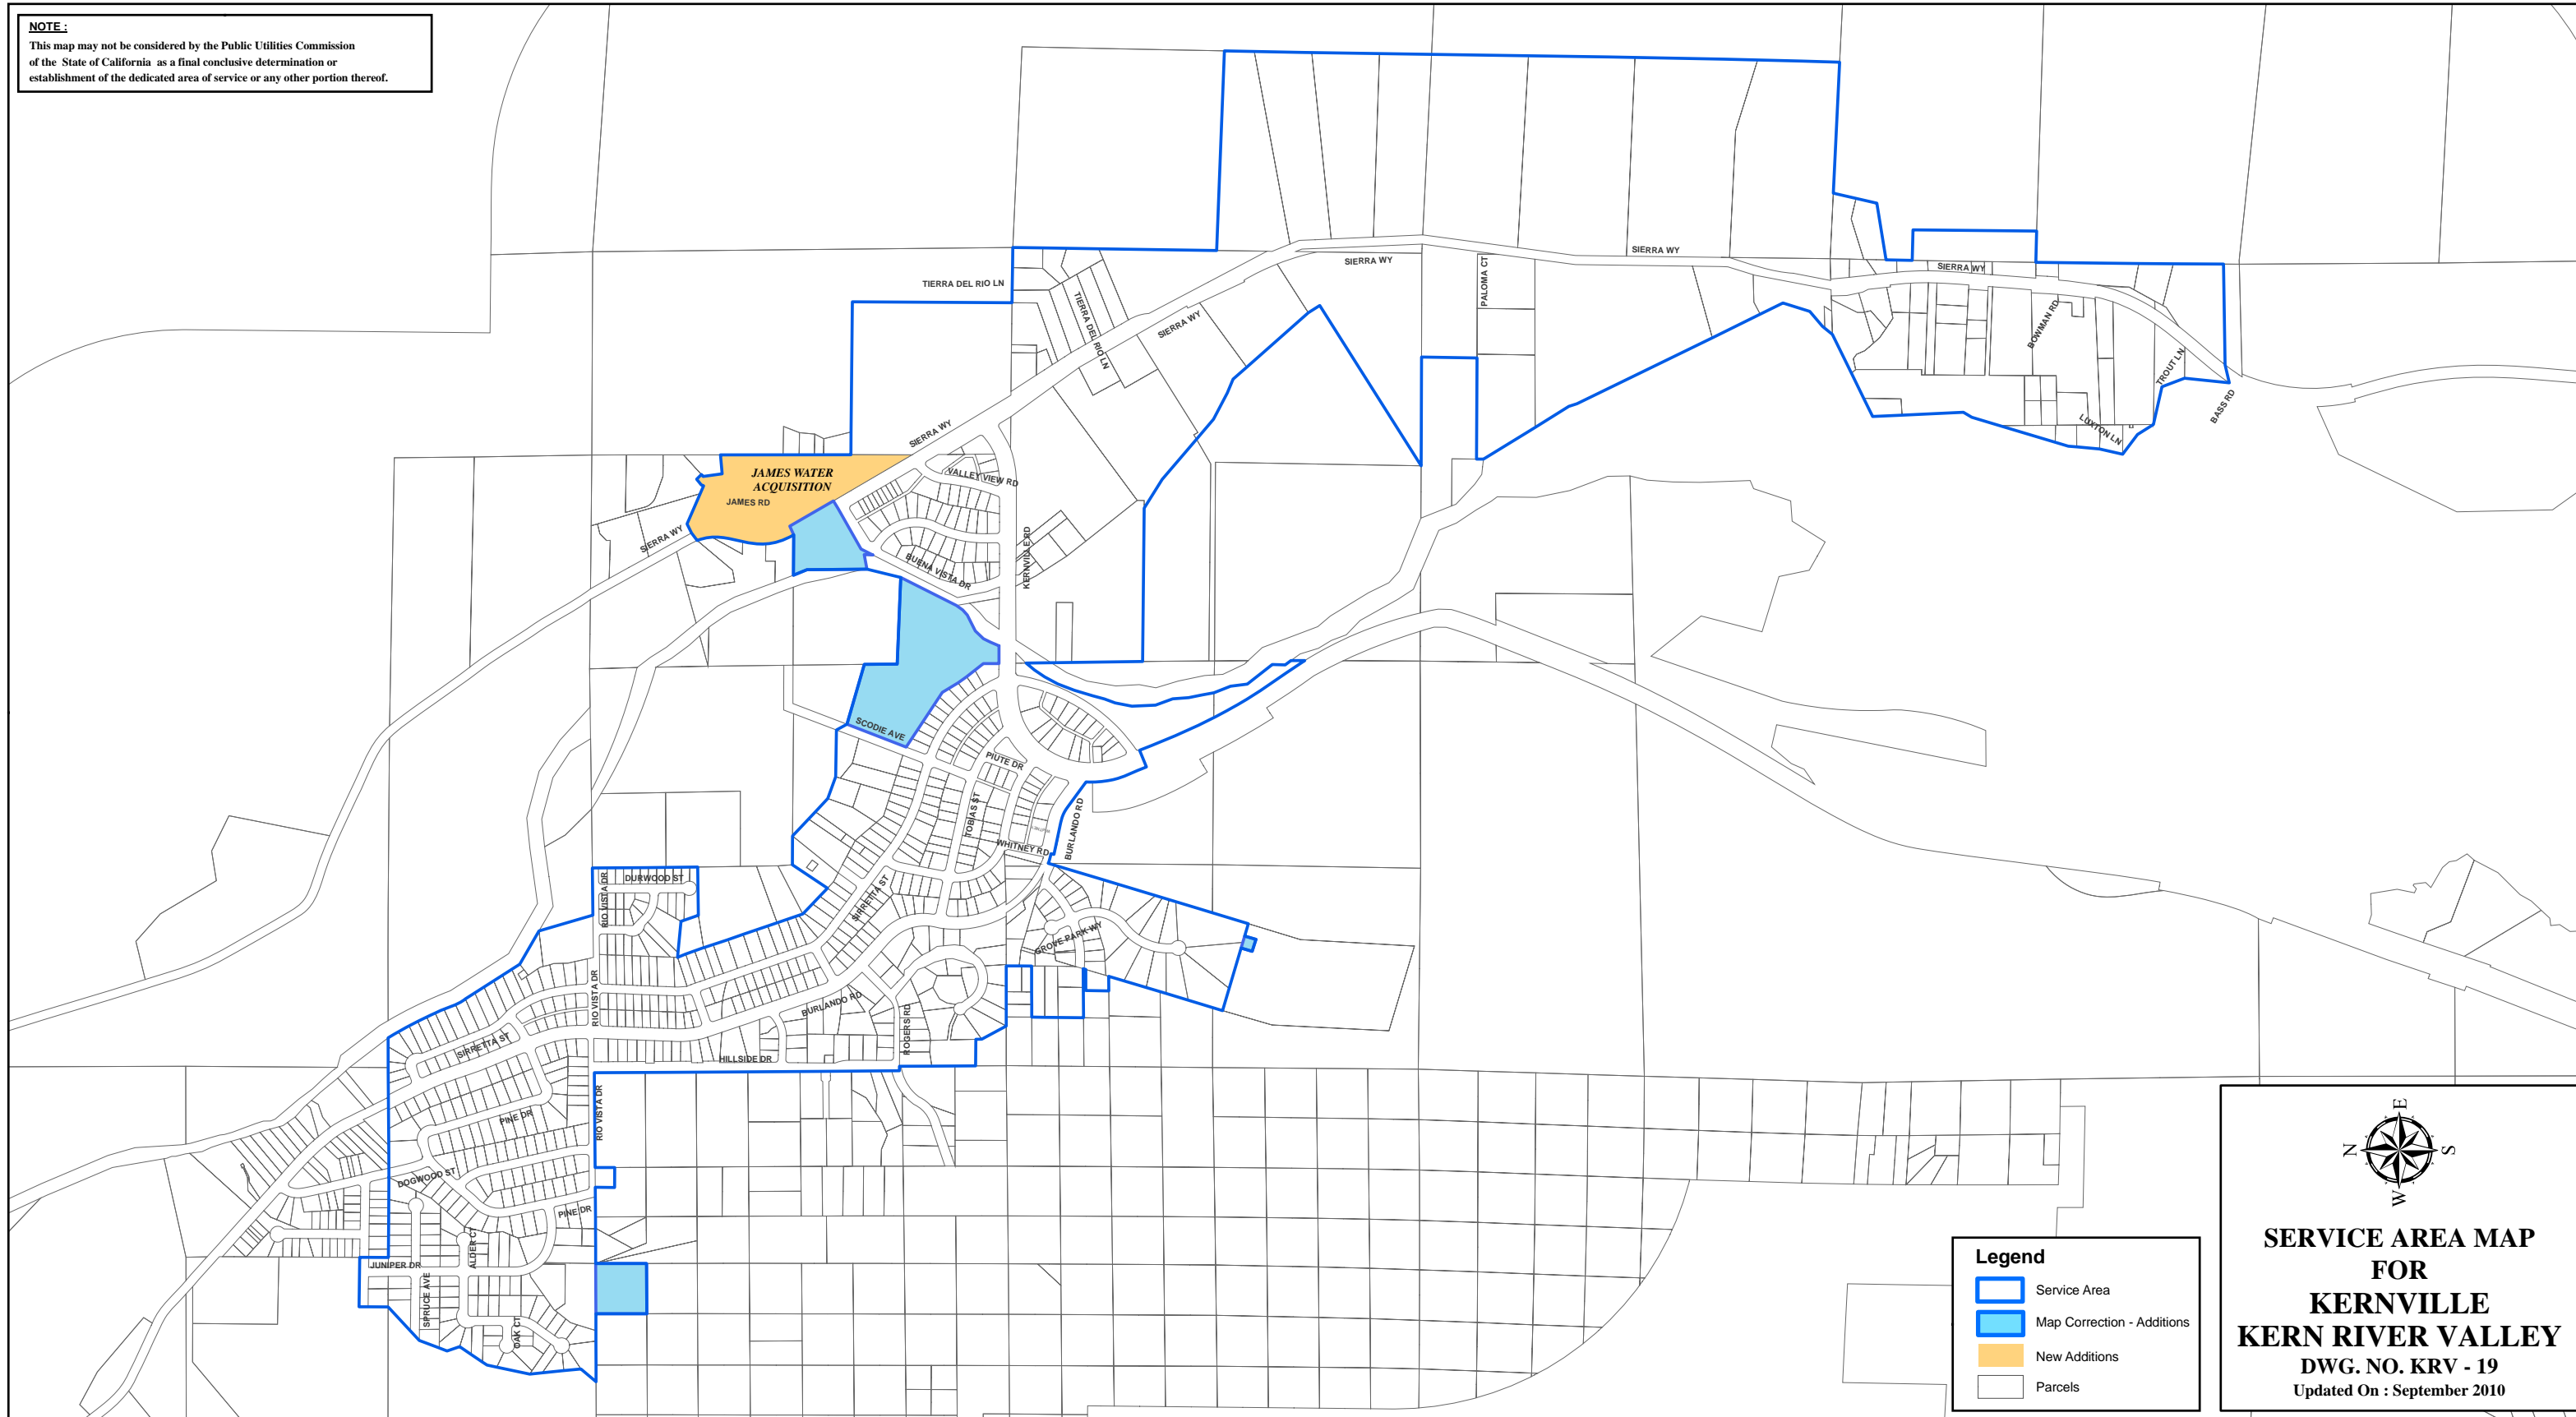 NOTE :
This map may not be considered by the Public Utilities Commission
of the State of California as a final conclusive determination or
establishment of the dedicated area of service or any other portion thereof.
SIERRA WY
SIERRA WY
PALOMA CT
SIERRA WY
TIERRA DEL RIO LN
TIERRA DEL RIO LN
SIERRA WY
BOWMAN RD
TROUT LN
BASS RD
LUXTON LN
SIERRA WY
JAMES WATER
ACQUISITION
JAMES RD
VALLEY VIEW RD
SIERRA WY
BUENA VISTA DR
KERNVILLE RD
SCODIE AVE
PIUTE DR
TOBIAS ST
BURLANDO RD
WHITNEY RD
DURWOOD ST
RIO VISTA DR
SIRRETTA ST
GROVE PARK WY
RIO VISTA DR
BURLANDO RD
ROGERS RD
SIRRETTA ST
HILLSIDE DR
PINE DR
RIO VISTA DR
DOGWOOD ST
PINE DR
ALDER CT
JUNIPER DR
SPRUCE AVE
OAK CT
Legend
Service Area
Map Correction - Additions
New Additions
Parcels
E
N
S
W
SERVICE AREA MAP
FOR
KERNVILLE
KERN RIVER VALLEY
DWG. NO. KRV - 19
Updated On : September 2010